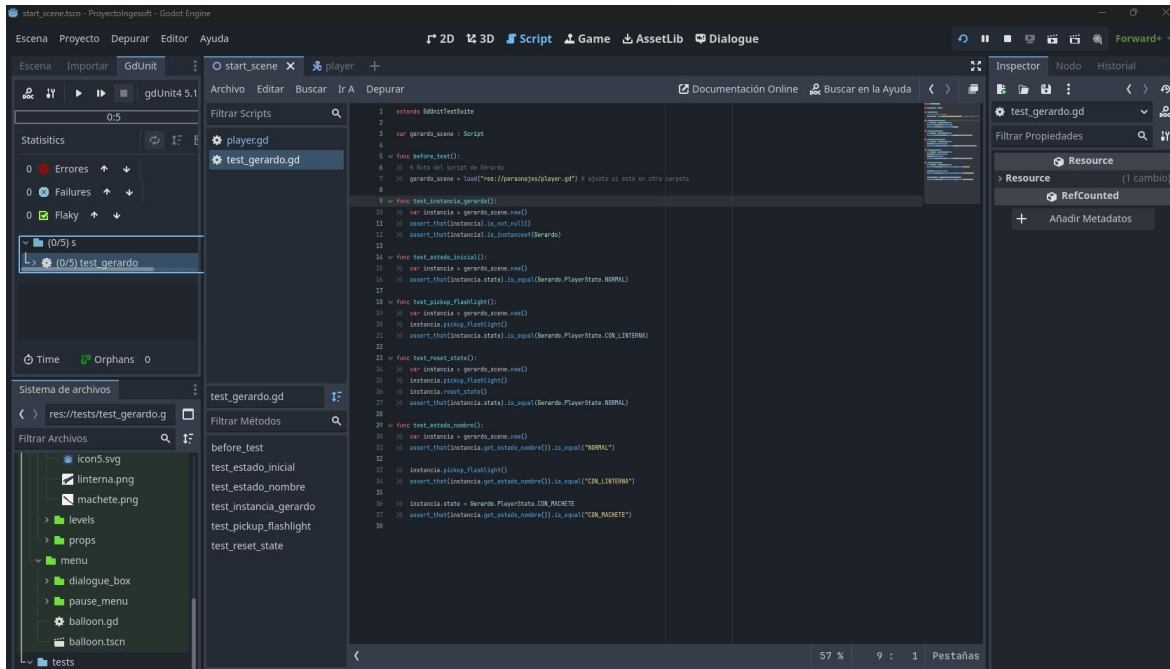 start_scene.tscn - ProyectoIngesoft - Godot Engine
Escena Proyecto Depurar Editor Ayuda
2D 3D Script Game AssetLib Dialogue
Forward+
Escena Importar GdUnit
gdUnit4 5.1
0:5
Statisitics
0 Errores
0 Failures
0 Flaky
(0/5) s
(0/5) test_gerardo
Time Orphans 0
Sistema de archivos
res://tests/test_gerardo.g
Filtrar Archivos
icon5.svg
linterna.png
machete.png
levels
props
menu
dialogue_box
pause_menu
balloon.gd
balloon.tscn
tests
start_scene player
Archivo Editar Buscar Ir A Depurar
Documentación Online Buscar en la Ayuda
Filtrar Scripts
player.gd
test_gerardo.gd
test_gerardo.gd
Filtrar Métodos
before_test
test_estado_inicial
test_estado_nombre
test_instancia_gerardo
test_pickup_flashlight
test_reset_state
1 extends GdUnitTestSuite
2
3 var gerardo_scene : Script
4
5 func before_test():
6 # Ruta del script de Gerardo
7 gerardo_scene = load("res://personajes/player.gd") # ajusta si está en otra carpeta
8
9 func test_instancia_gerardo():
10 var instancia = gerardo_scene.new()
11 assert_that(instancia).is_not_null()
12 assert_that(instancia).is_instanceof(Gerardo)
13
14 func test_estado_inicial():
15 var instancia = gerardo_scene.new()
16 assert_that(instancia.state).is_equal(Gerardo.PlayerState.NORMAL)
17
18 func test_pickup_flashlight():
19 var instancia = gerardo_scene.new()
20 instancia.pickup_flashlight()
21 assert_that(instancia.state).is_equal(Gerardo.PlayerState.CON_LINTERNA)
22
23 func test_reset_state():
24 var instancia = gerardo_scene.new()
25 instancia.pickup_flashlight()
26 instancia.reset_state()
27 assert_that(instancia.state).is_equal(Gerardo.PlayerState.NORMAL)
28
29 func test_estado_nombre():
30 var instancia = gerardo_scene.new()
31 assert_that(instancia.get_estado_nombre()).is_equal("NORMAL")
32
33 instancia.pickup_flashlight()
34 assert_that(instancia.get_estado_nombre()).is_equal("CON_LINTERNA")
35
36 instancia.state = Gerardo.PlayerState.CON_MACHETE
37 assert_that(instancia.get_estado_nombre()).is_equal("CON_MACHETE")
38
57 % 9 : 1 Pestañas
Inspector Nodo Historial
test_gerardo.gd
Filtrar Propiedades
Resource
Resource (1 cambio)
RefCounted
Añadir Metadatos